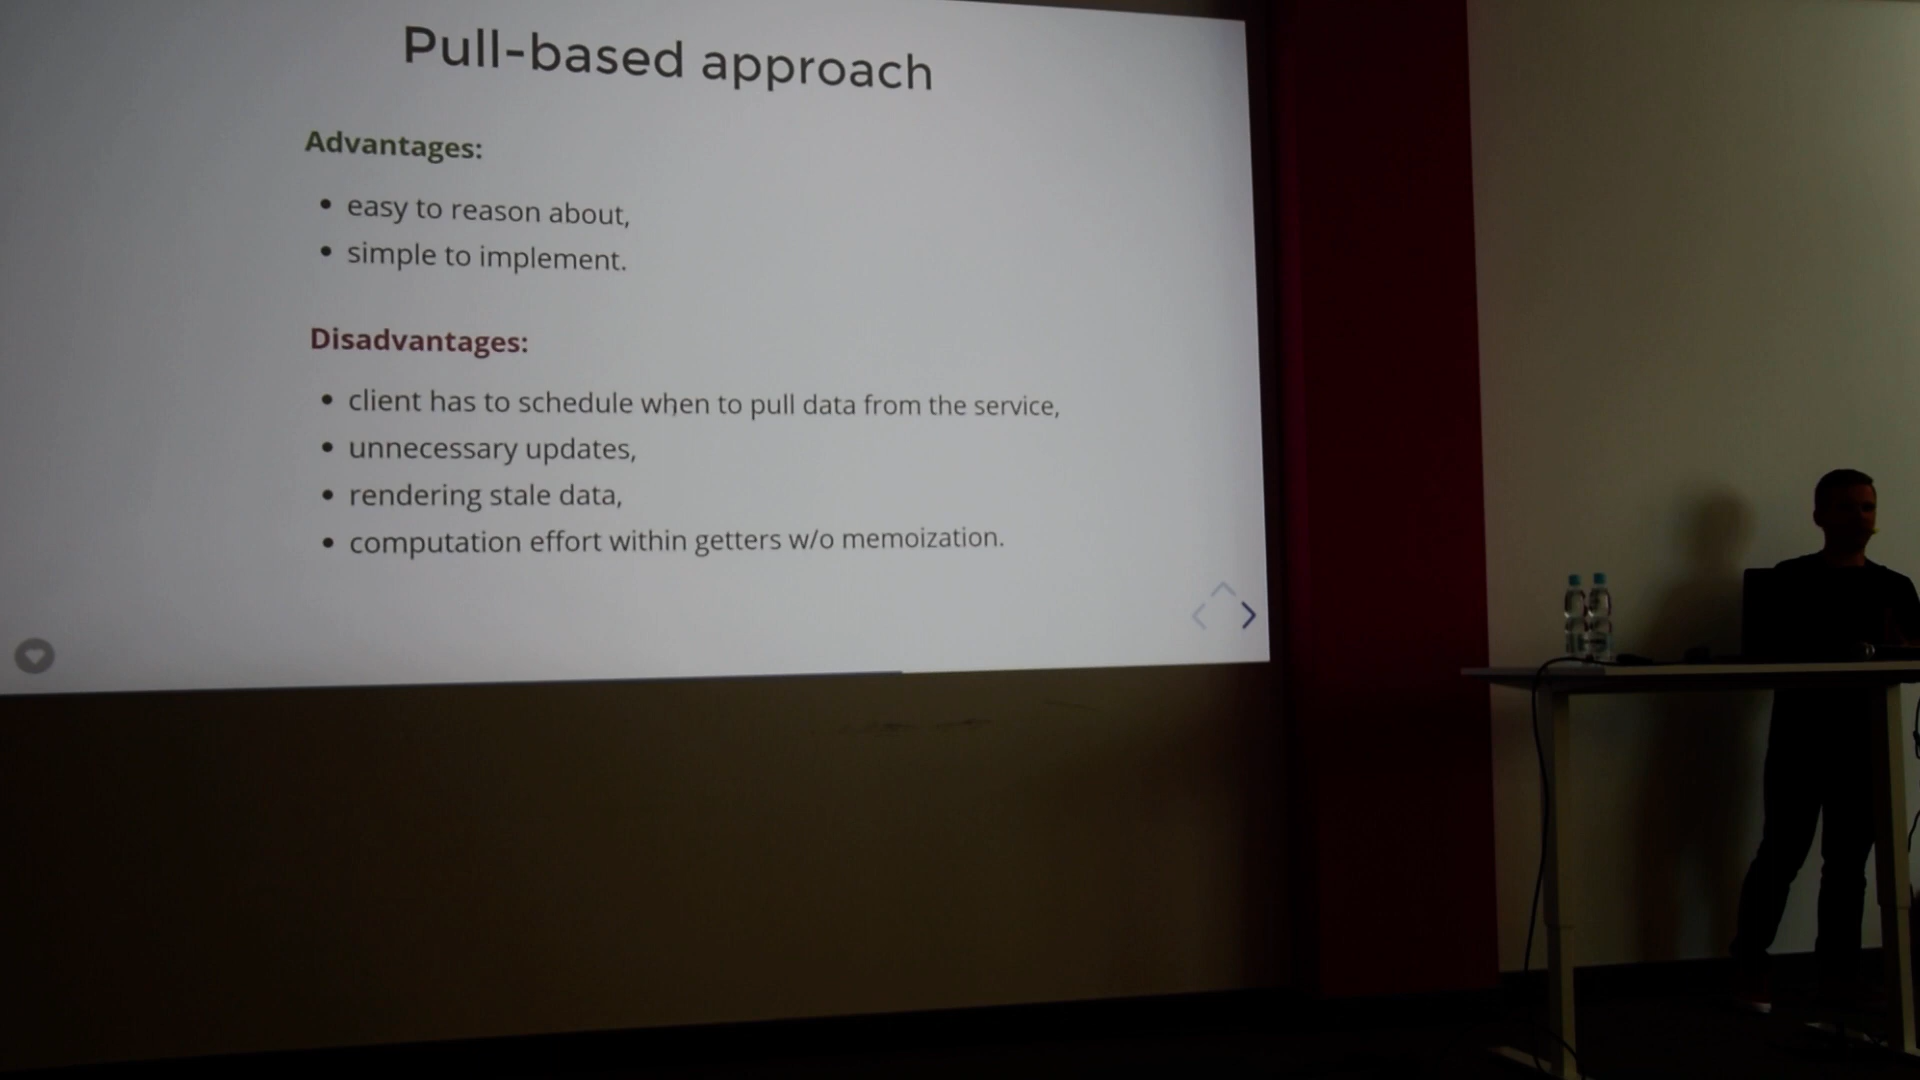 Pull-based approach
Advantages:
• easy to reason about,
• simple to implement.
Disadvantages:
• client has to schedule when to pull data from the service,
• unnecessary updates,
• rendering stale data,
• computation effort within getters w/o memoization.